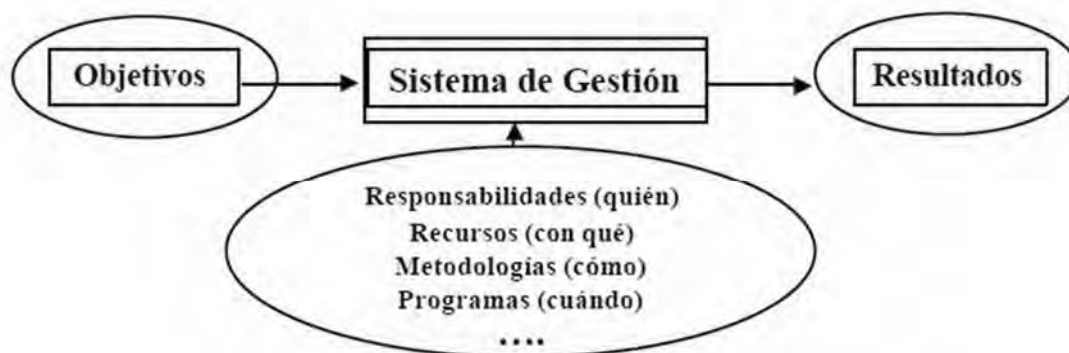 Objetivos
Sistema de Gestión
Resultados
Responsabilidades (quién)
Recursos (con qué)
Metodologías (cómo)
Programas (cuándo)
....